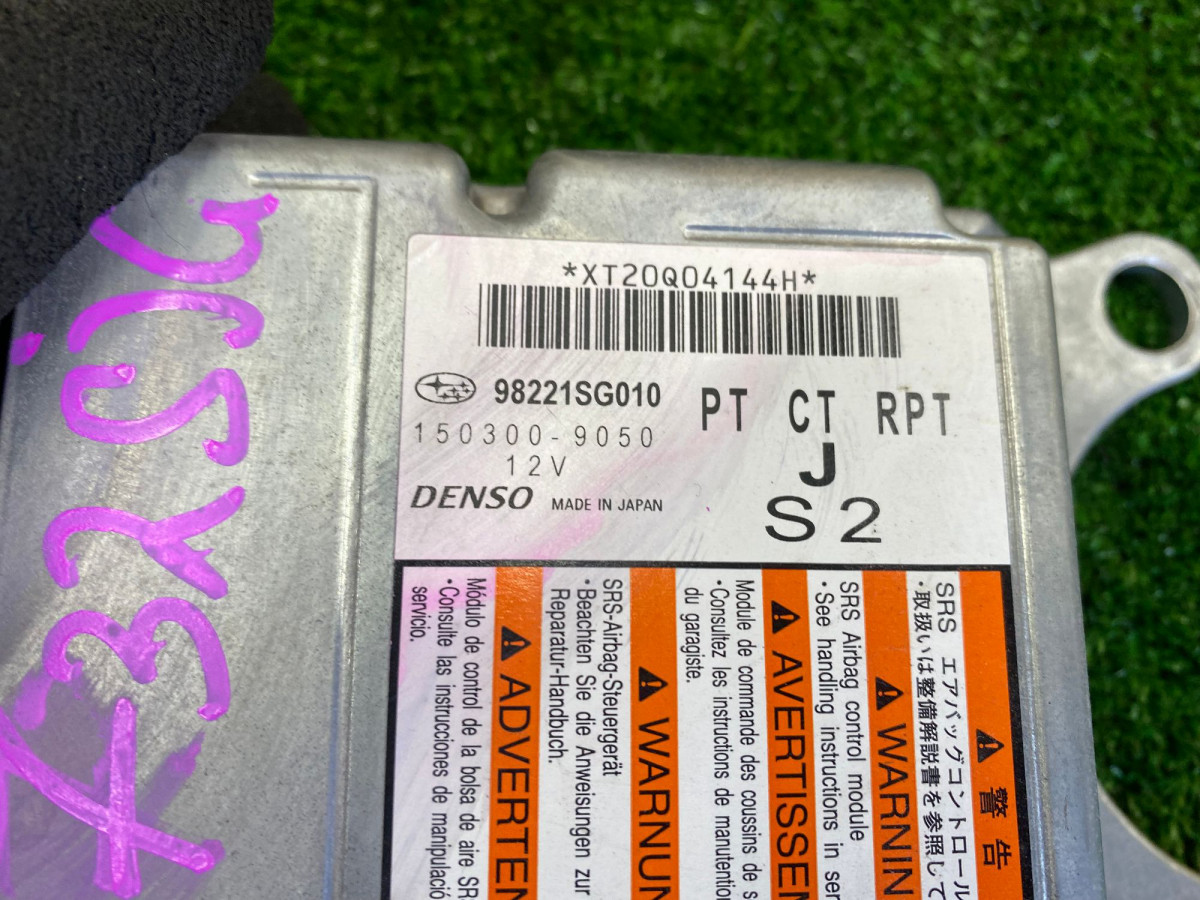 *XT20Q04144H*
98221SG010
PT CT RPT
150300-9050
J
12V
S2
DENSO MADE IN JAPAN
警告
SRS エアバッグコントロール
・取扱いは整備解説書を参照して
WARNIN
SRS Airbag control module
・See handling instructions in ser
AVERTISSEM
Module de commande des coussins de s
・Consultez les instructions de manutention
du garagiste.
WARNUN
SRS-Airbag-Steuergerät
・Beachten Sie die Anweisungen zur
Reparatur-Handbuch.
ADVERTEN
Módulo de control de la bolsa de aire SR
・Consulte las instrucciones de manipulació
servicio.